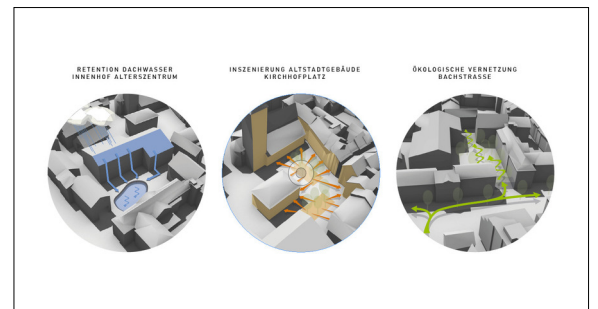 RETENTION DACHWASSER
INNENHOF ALTERSZENTRUM
INSZENIERUNG ALTSTADTGEBÄUDE
KIRCHHOFPLATZ
ÖKOLOGISCHE VERNETZUNG
BACHSTRASSE